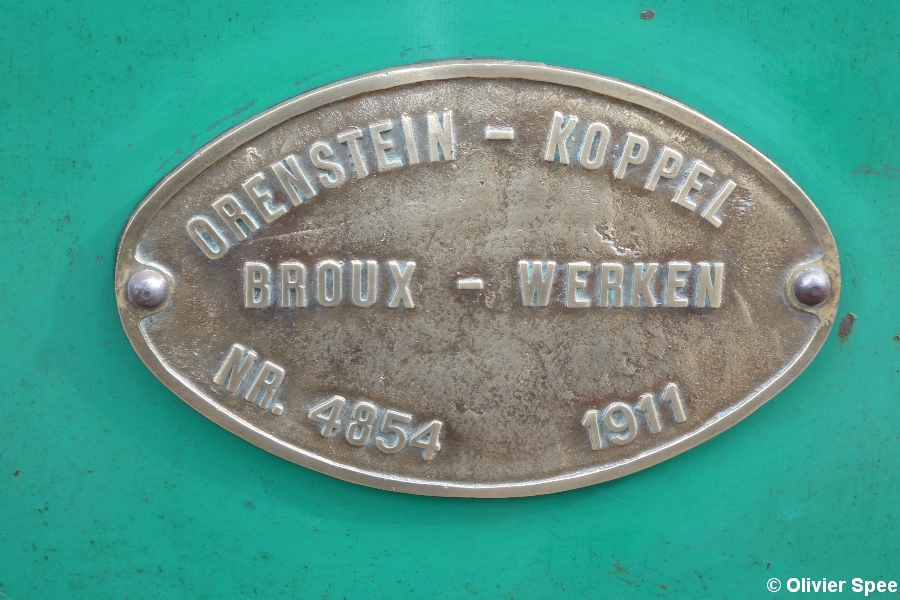 ORENSTEIN - KOPPEL
BROUX - WERKEN
NR. 4854 1911
© Olivier Spee